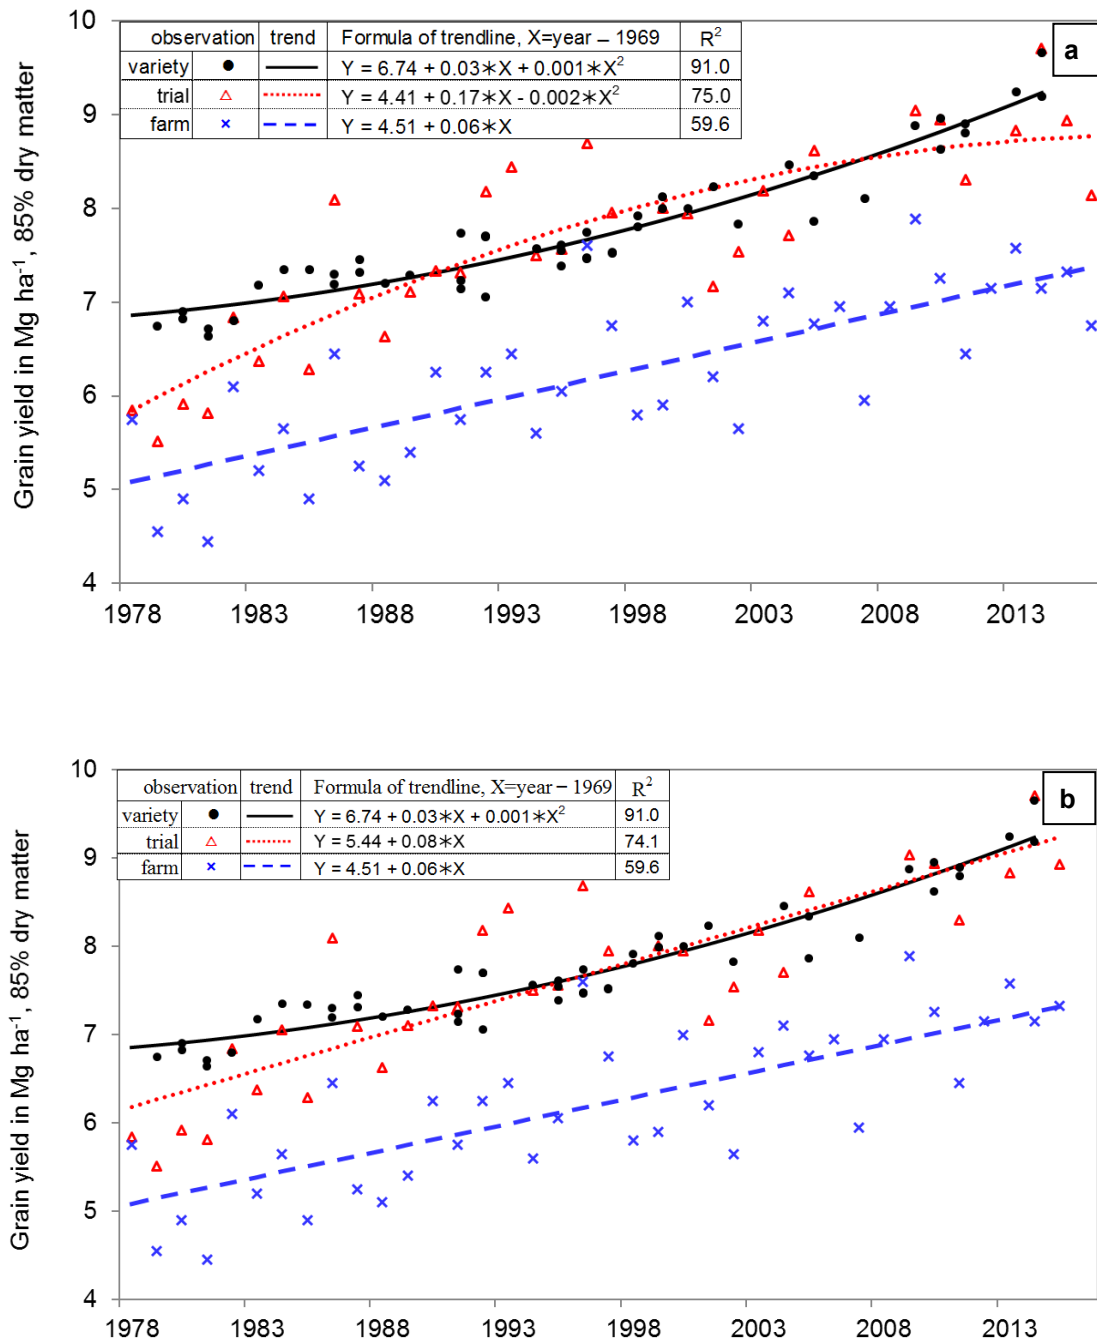 10
9
8
7
6
5
4
Grain yield in Mg ha⁻¹, 85% dry matter
observation trend Formula of trendline, X=year – 1969 R²
variety Y = 6.74 + 0.03∗X + 0.001∗X² 91.0
trial Y = 4.41 + 0.17∗X - 0.002∗X² 75.0
farm Y = 4.51 + 0.06∗X 59.6
a
1978 1983 1988 1993 1998 2003 2008 2013
10
9
8
7
6
5
4
Grain yield in Mg ha⁻¹, 85% dry matter
observation trend Formula of trendline, X=year – 1969 R²
variety Y = 6.74 + 0.03∗X + 0.001∗X² 91.0
trial Y = 5.44 + 0.08∗X 74.1
farm Y = 4.51 + 0.06∗X 59.6
b
1978 1983 1988 1993 1998 2003 2008 2013